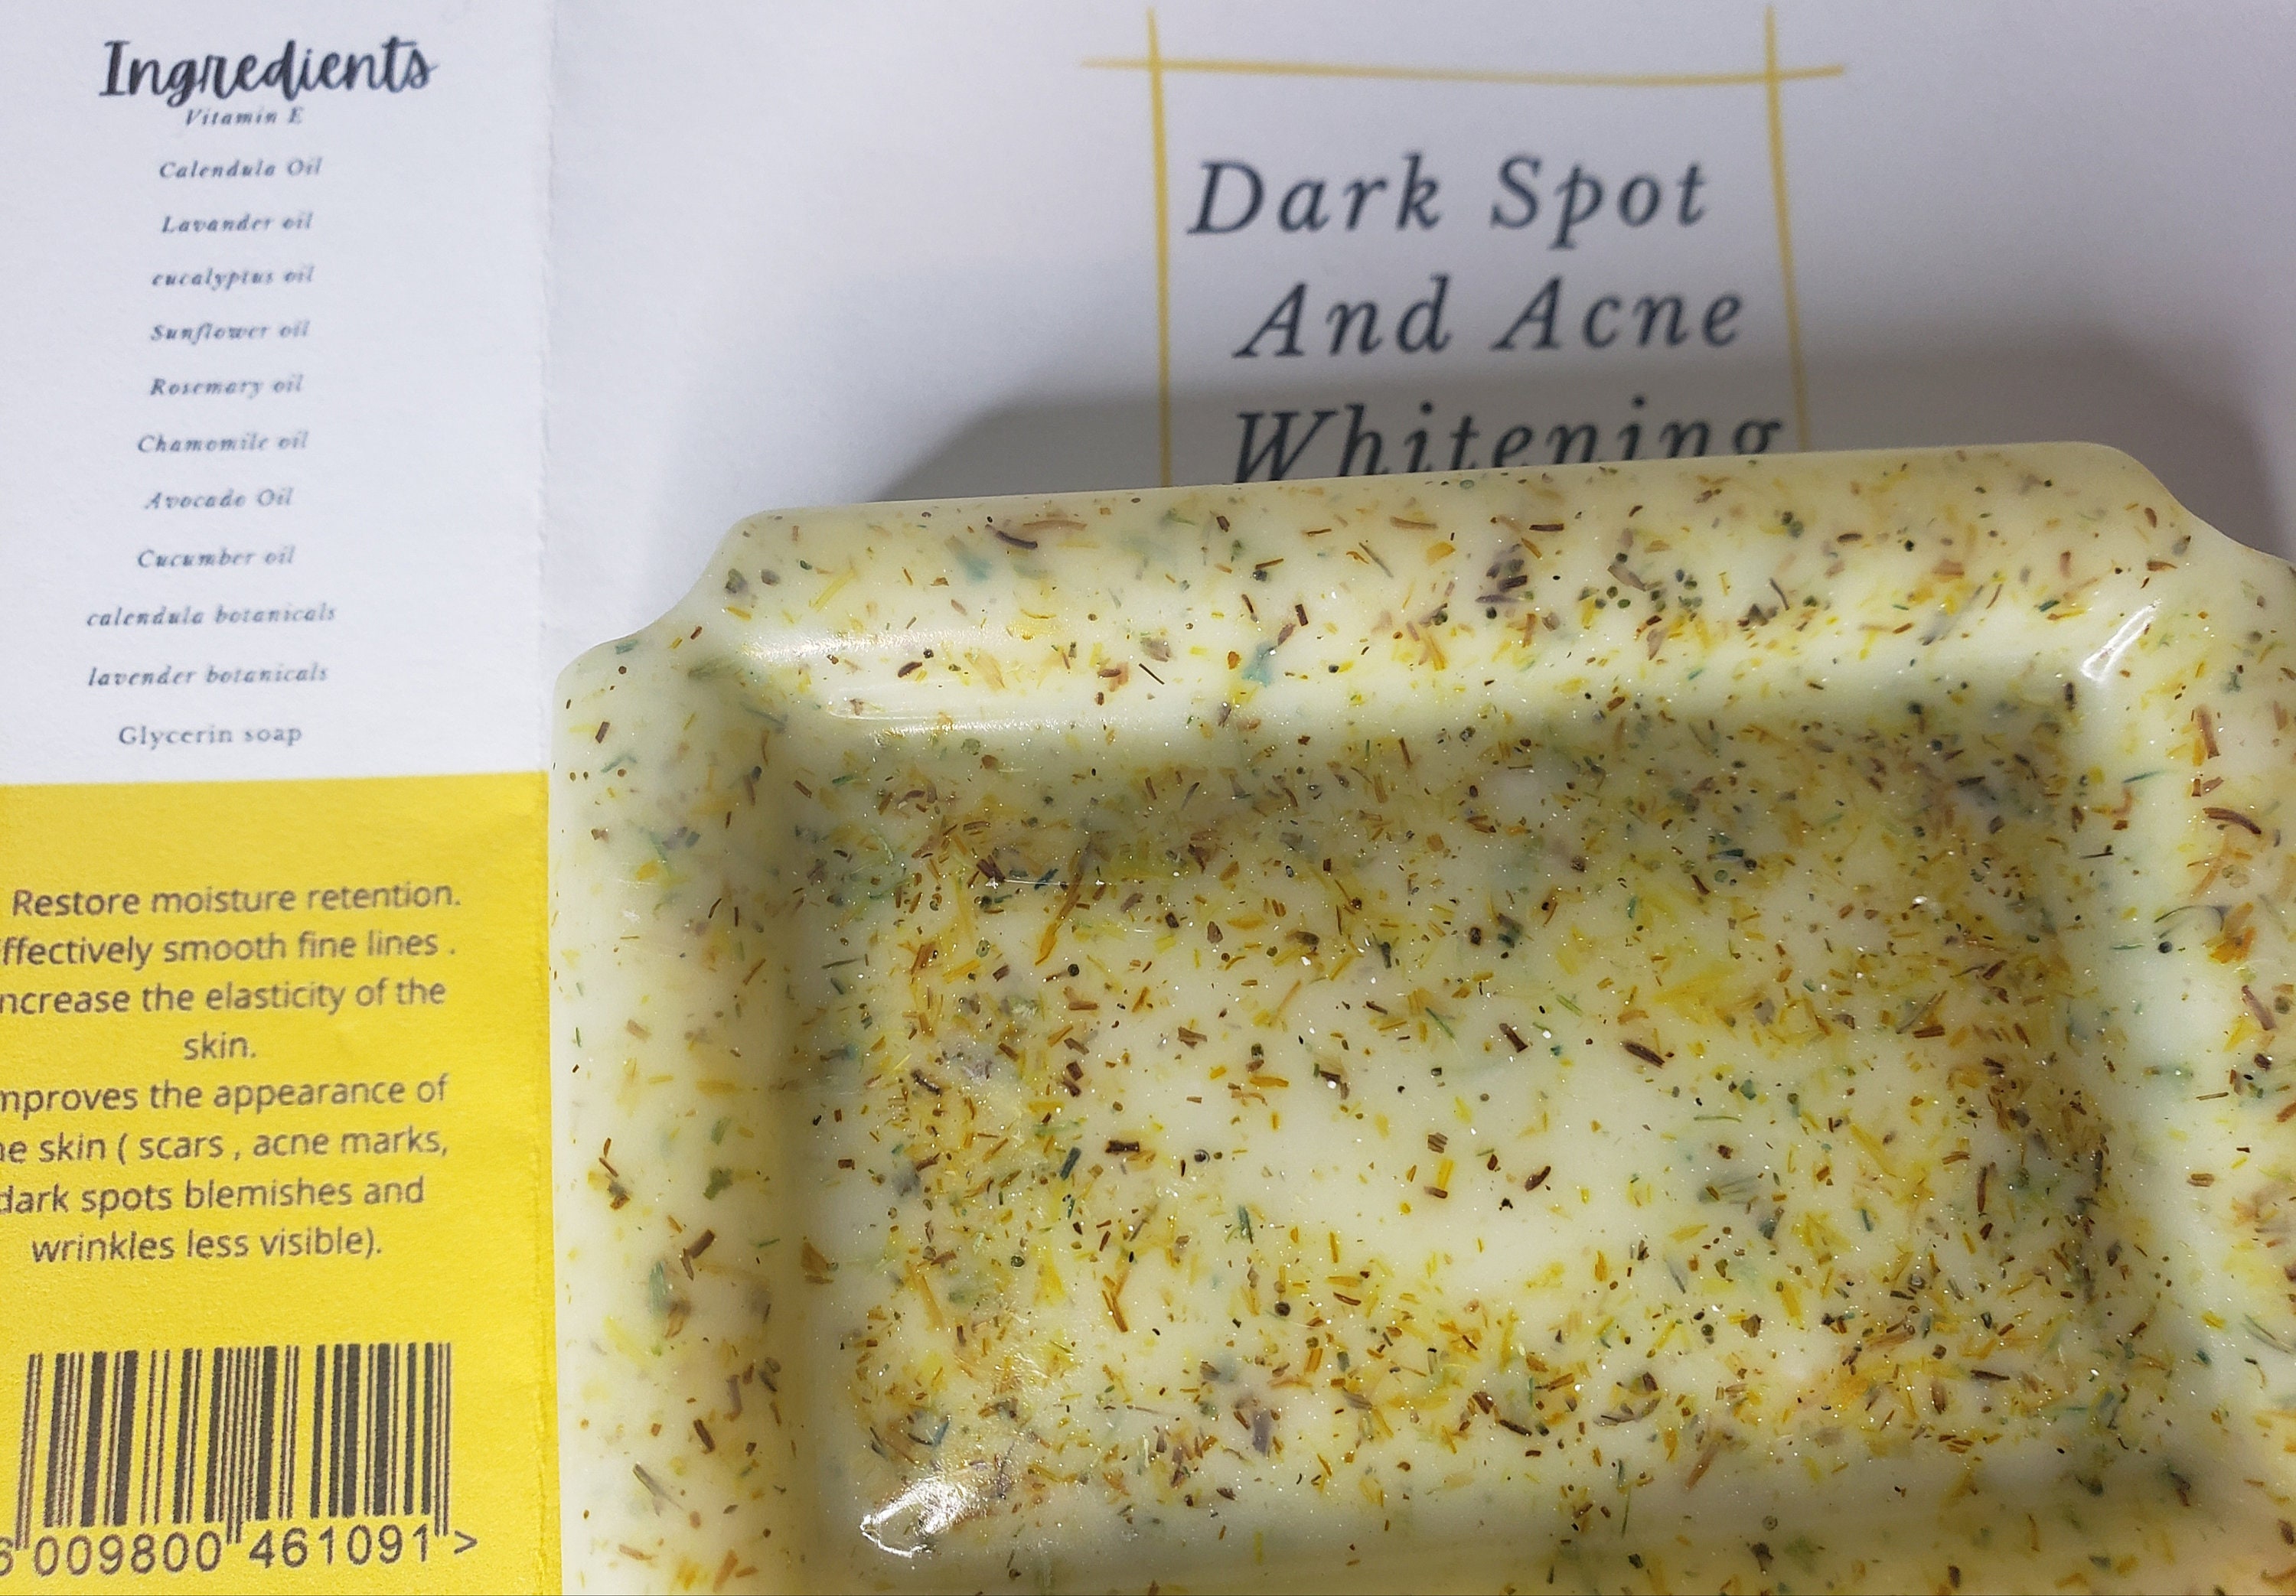 Ingredients
Vitamin E
Calendula Oil
Lavander oil
eucalyptus oil
Sunflower oil
Rosemary oil
Chamomile oil
Avocado Oil
Cucumber oil
calendula botanicals
lavender botanicals
Glycerin soap
Restore moisture retention.
ffectively smooth fine lines .
ncrease the elasticity of the
skin.
mproves the appearance of
he skin ( scars , acne marks,
dark spots blemishes and
wrinkles less visible).
6 009800 461091 >
Dark Spot
And Acne
Whitening